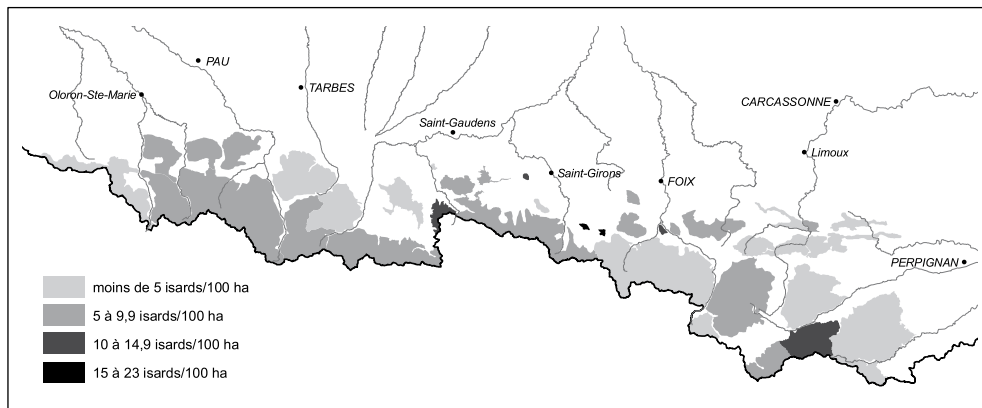 PAU
Oloron-Ste-Marie
TARBES
CARCASSONNE
Saint-Gaudens
Limoux
Saint-Girons
FOIX
PERPIGNAN
moins de 5 isards/100 ha
5 à 9,9 isards/100 ha
10 à 14,9 isards/100 ha
15 à 23 isards/100 ha